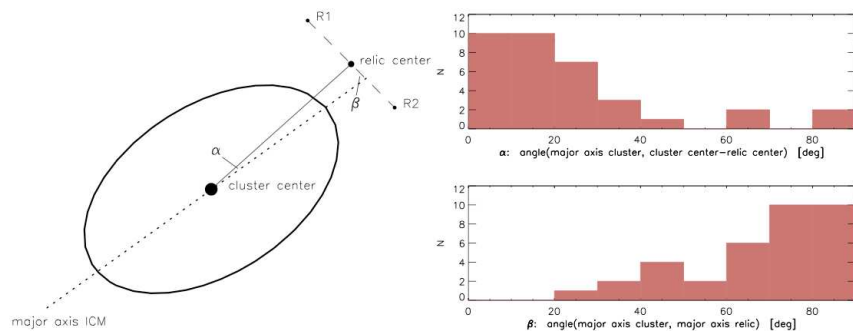 R1
relic center
β
R2
α
cluster center
major axis ICM
12
10
8
6
4
2
0
N
0 20 40 60 80
α: angle(major axis cluster, cluster center−relic center) [deg]
12
10
8
6
4
2
0
N
0 20 40 60 80
β: angle(major axis cluster, major axis relic) [deg]